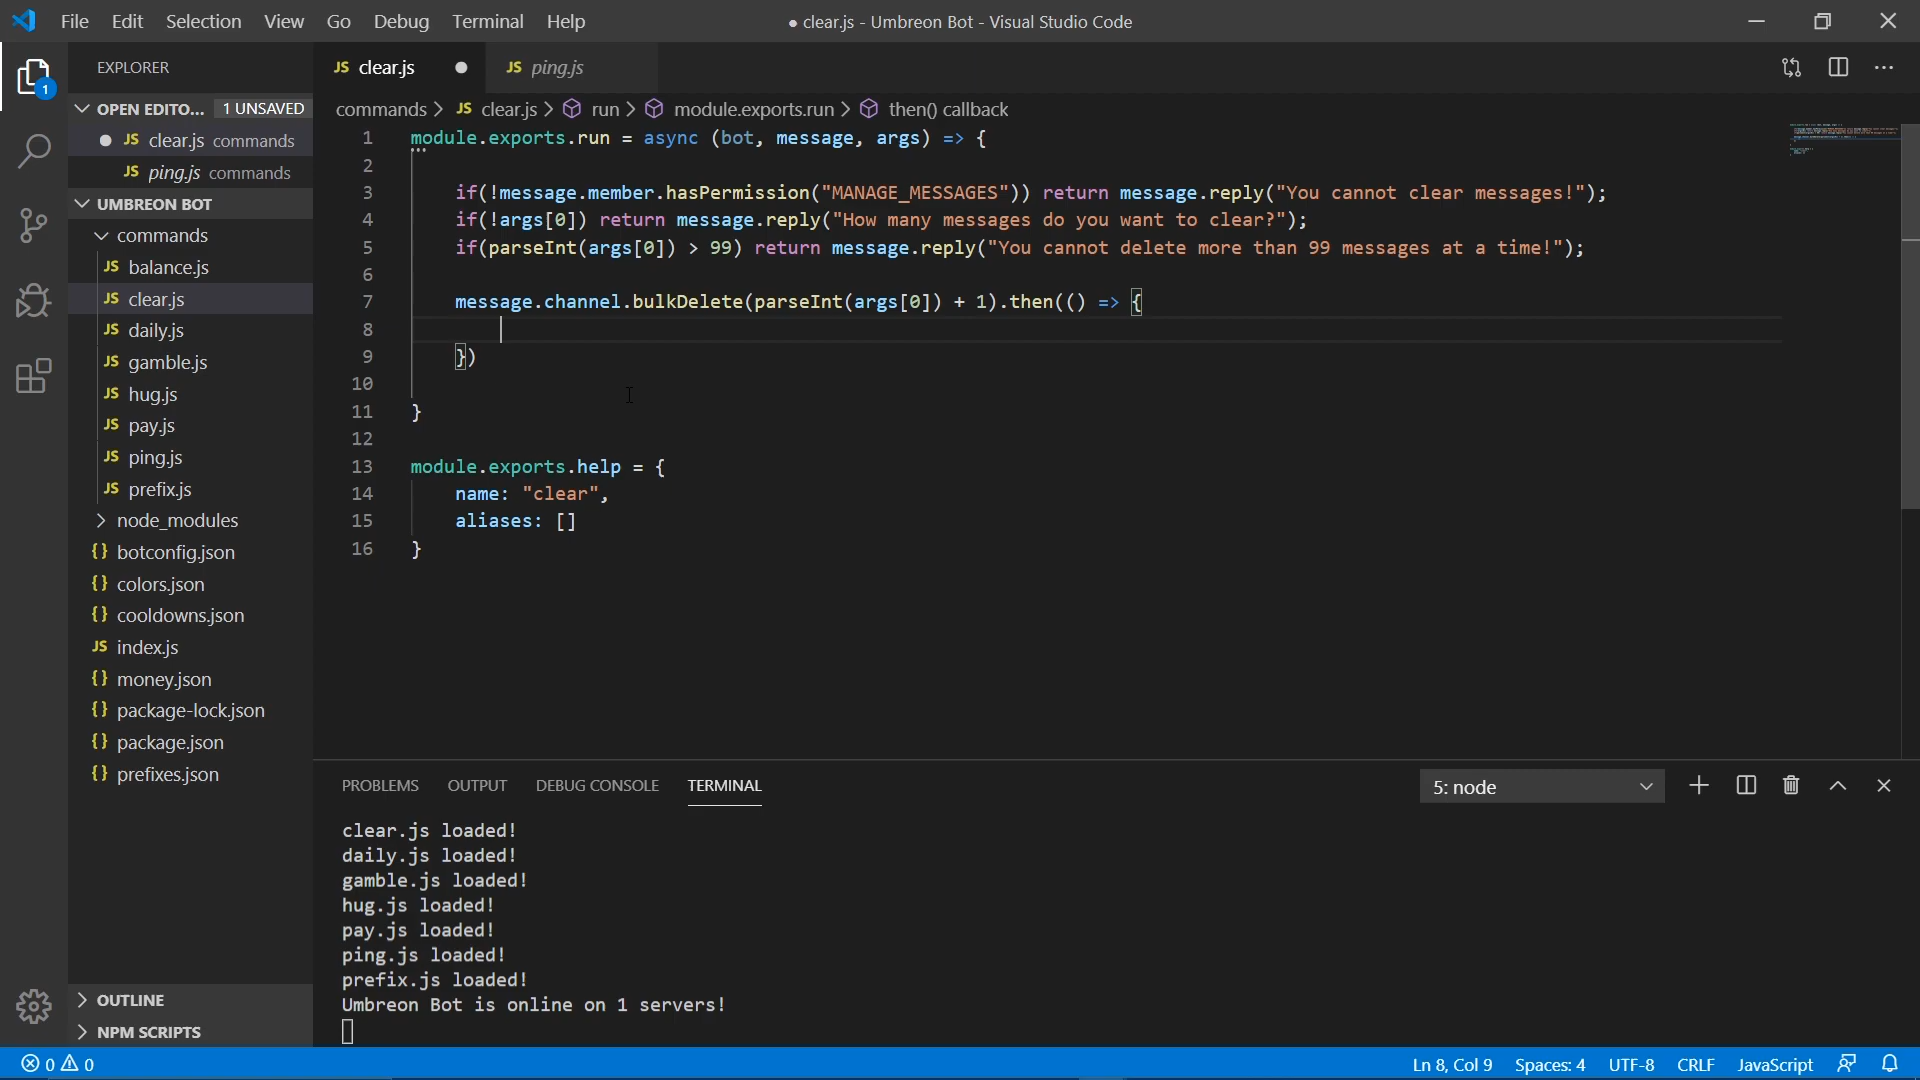 File Edit Selection View Go Debug Terminal Help
● clear.js - Umbreon Bot - Visual Studio Code
1
EXPLORER
OPEN EDITO... 1 UNSAVED
JS clear.js commands
JS ping.js commands
UMBREON BOT
commands
JS balance.js
JS clear.js
JS daily.js
JS gamble.js
JS hug.js
JS pay.js
JS ping.js
JS prefix.js
node_modules
{} botconfig.json
{} colors.json
{} cooldowns.json
JS index.js
{} money.json
{} package-lock.json
{} package.json
{} prefixes.json
OUTLINE
NPM SCRIPTS
JS clear.js ● JS ping.js
commands > JS clear.js > run > module.exports.run > then() callback
1 module.exports.run = async (bot, message, args) => {
2
3 if(!message.member.hasPermission("MANAGE_MESSAGES")) return message.reply("You cannot clear messages!");
4 if(!args[0]) return message.reply("How many messages do you want to clear?");
5 if(parseInt(args[0]) > 99) return message.reply("You cannot delete more than 99 messages at a time!");
6
7 message.channel.bulkDelete(parseInt(args[0]) + 1).then(() => {
8
9 })
10
11 }
12
13 module.exports.help = {
14 name: "clear",
15 aliases: []
16 }
PROBLEMS OUTPUT DEBUG CONSOLE TERMINAL 5: node
clear.js loaded!
daily.js loaded!
gamble.js loaded!
hug.js loaded!
pay.js loaded!
ping.js loaded!
prefix.js loaded!
Umbreon Bot is online on 1 servers!
0 0 Ln 8, Col 9 Spaces: 4 UTF-8 CRLF JavaScript